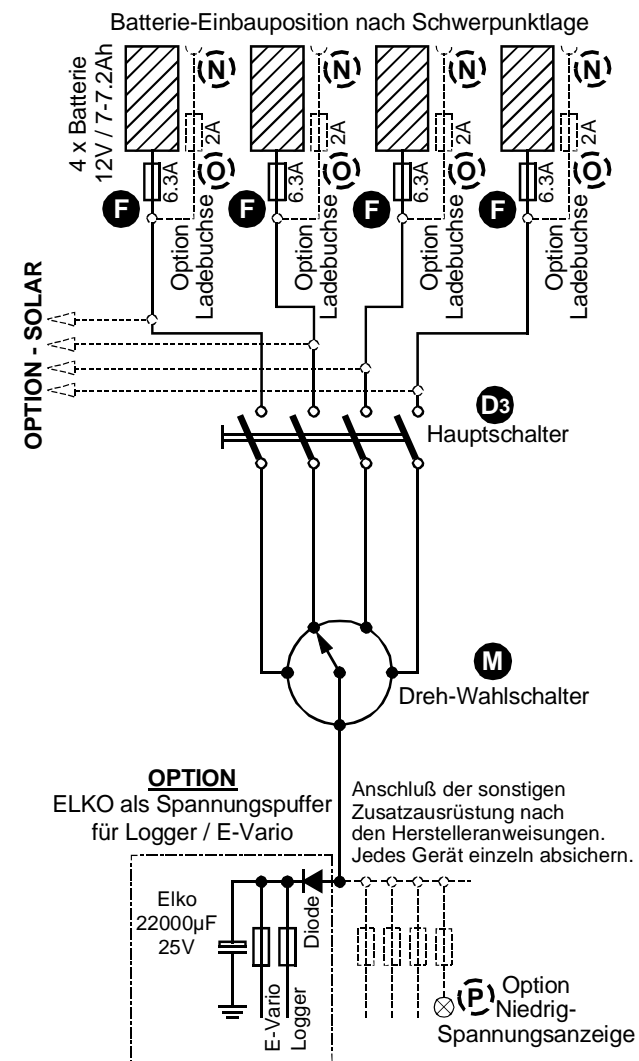 Batterie-Einbauposition nach Schwerpunktlage
4 x Batterie
12V / 7-7.2Ah
N
N
N
N
2A
2A
2A
2A
6.3A
6.3A
6.3A
6.3A
O
O
O
O
F
F
F
F
Option
Ladebuchse
Option
Ladebuchse
Option
Ladebuchse
Option
Ladebuchse
OPTION - SOLAR
D3
Hauptschalter
M
Dreh-Wahlschalter
OPTION
ELKO als Spannungspuffer
für Logger / E-Vario
Anschluß der sonstigen
Zusatzausrüstung nach
den Herstelleranweisungen.
Jedes Gerät einzeln absichern.
Elko
22000µF
25V
Diode
E-Vario
Logger
P
Option
Niedrig-
Spannungsanzeige